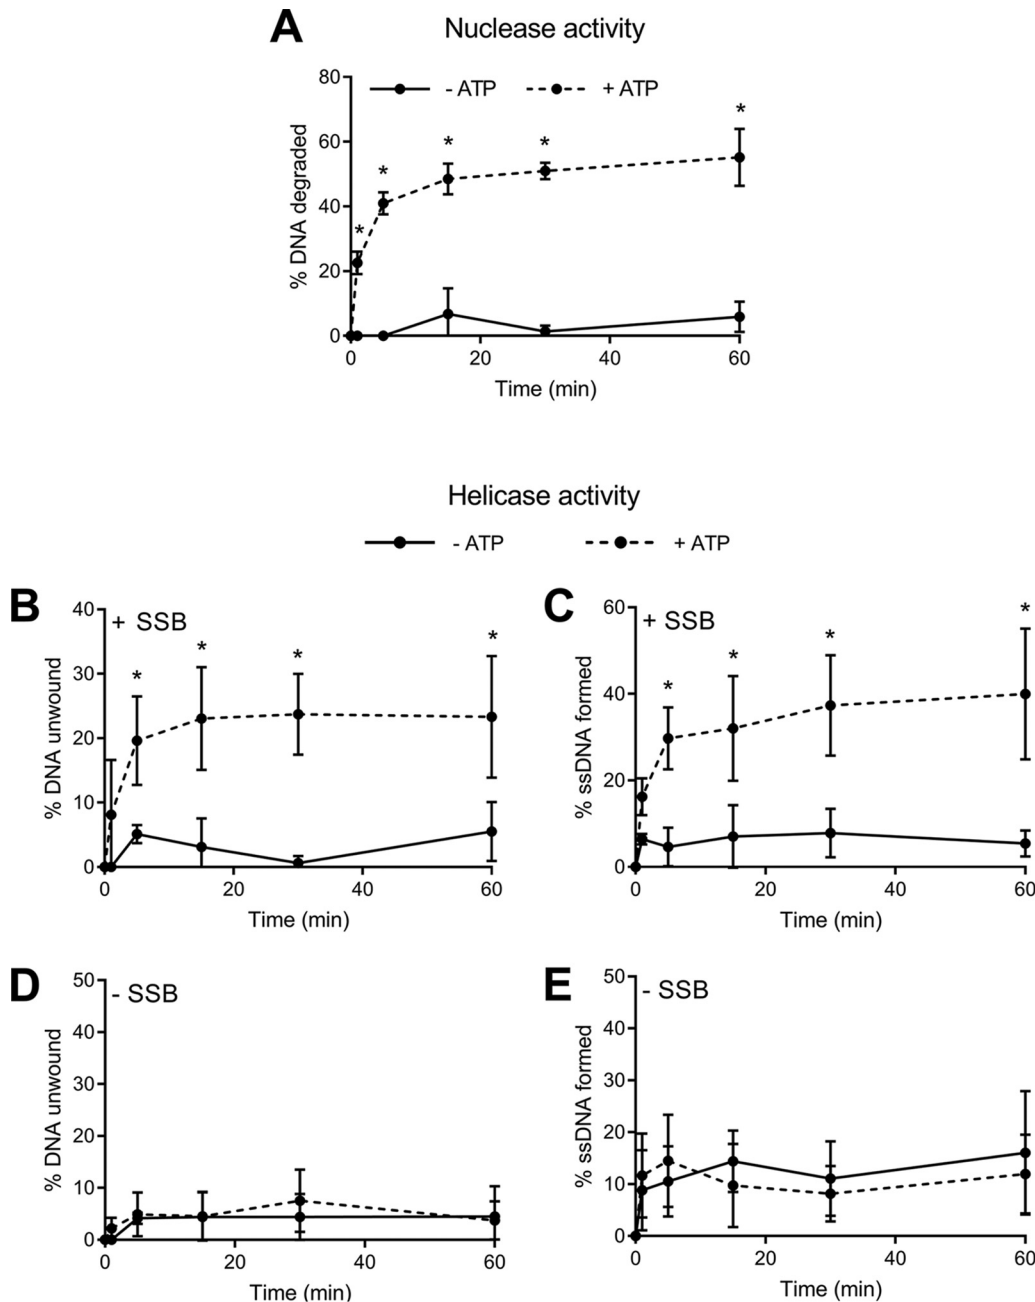 A Nuclease activity
- ATP + ATP
80
60
40
20
0
% DNA degraded
* * * * *
0 20 40 60
Time (min)
Helicase activity
- ATP + ATP
B + SSB
40
30
20
10
0
% DNA unwound
* * * *
0 20 40 60
Time (min)
C + SSB
60
40
20
0
% ssDNA formed
* * * *
0 20 40 60
Time (min)
D - SSB
50
40
30
20
10
0
% DNA unwound
0 20 40 60
Time (min)
E - SSB
50
40
30
20
10
0
% ssDNA formed
0 20 40 60
Time (min)